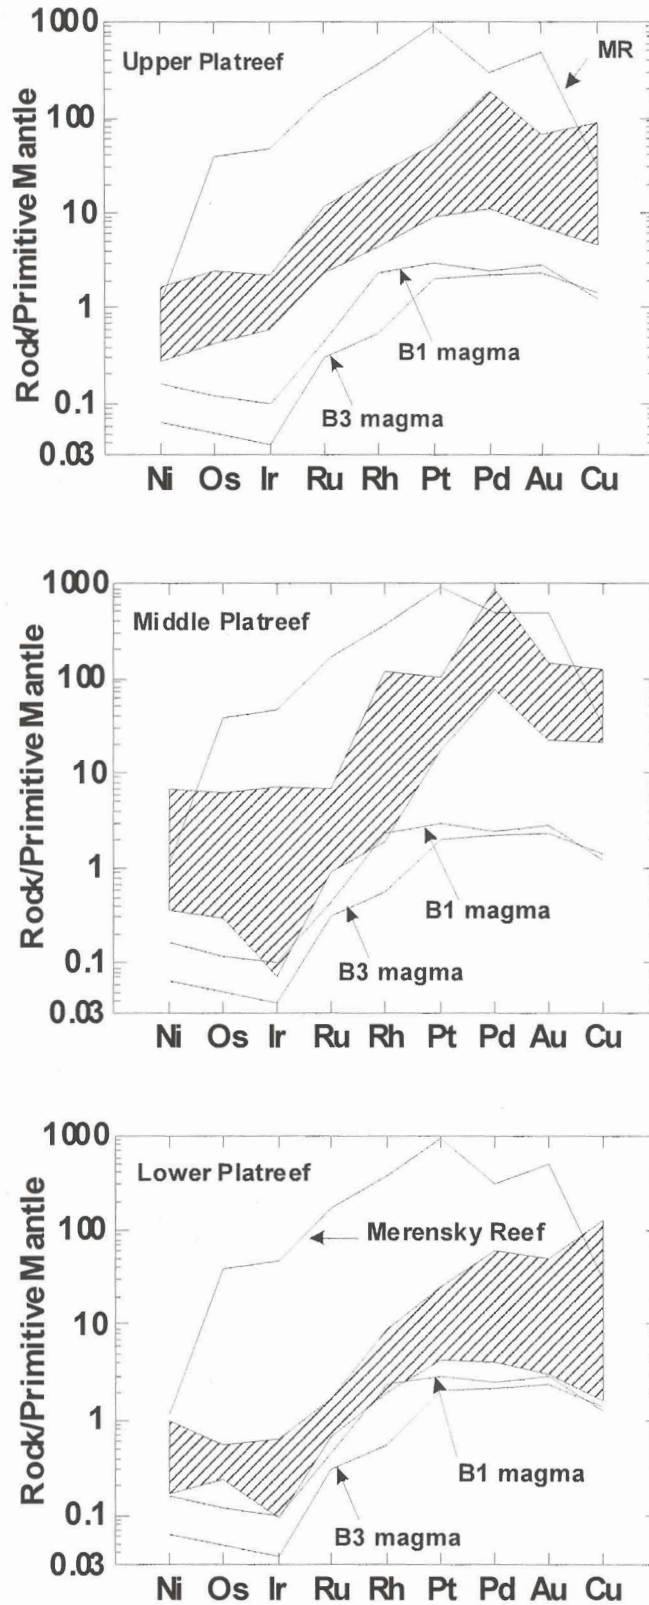 Rock/Primitive Mantle
1000
100
10
1
0.1
0.03
Upper Platreef
MR
B1 magma
B3 magma
Ni Os Ir Ru Rh Pt Pd Au Cu
Rock/Primitive Mantle
1000
100
10
1
0.1
0.03
Middle Platreef
B1 magma
B3 magma
Ni Os Ir Ru Rh Pt Pd Au Cu
Rock/Primitive Mantle
1000
100
10
1
0.1
0.03
Lower Platreef
Merensky Reef
B1 magma
B3 magma
Ni Os Ir Ru Rh Pt Pd Au Cu